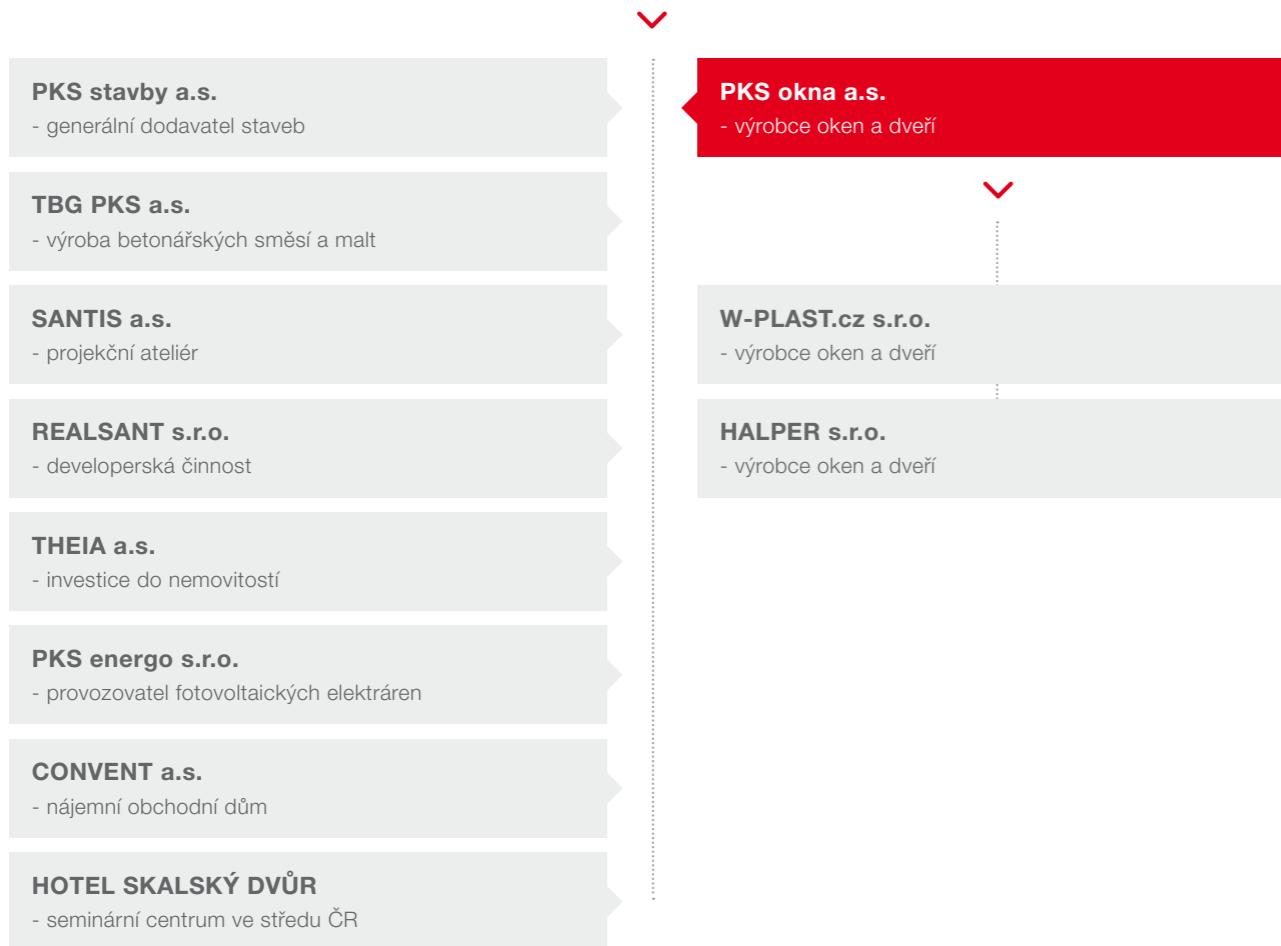 PKS stavby a.s.
- generální dodavatel staveb
TBG PKS a.s.
- výroba betonářských směsí a malt
SANTIS a.s.
- projekční ateliér
REALSANT s.r.o.
- developerská činnost
THEIA a.s.
- investice do nemovitostí
PKS energo s.r.o.
- provozovatel fotovoltaických elektráren
CONVENT a.s.
- nájemní obchodní dům
HOTEL SKALSKÝ DVŮR
- seminární centrum ve středu ČR
PKS okna a.s.
- výrobce oken a dveří
W-PLAST.cz s.r.o.
- výrobce oken a dveří
HALPER s.r.o.
- výrobce oken a dveří